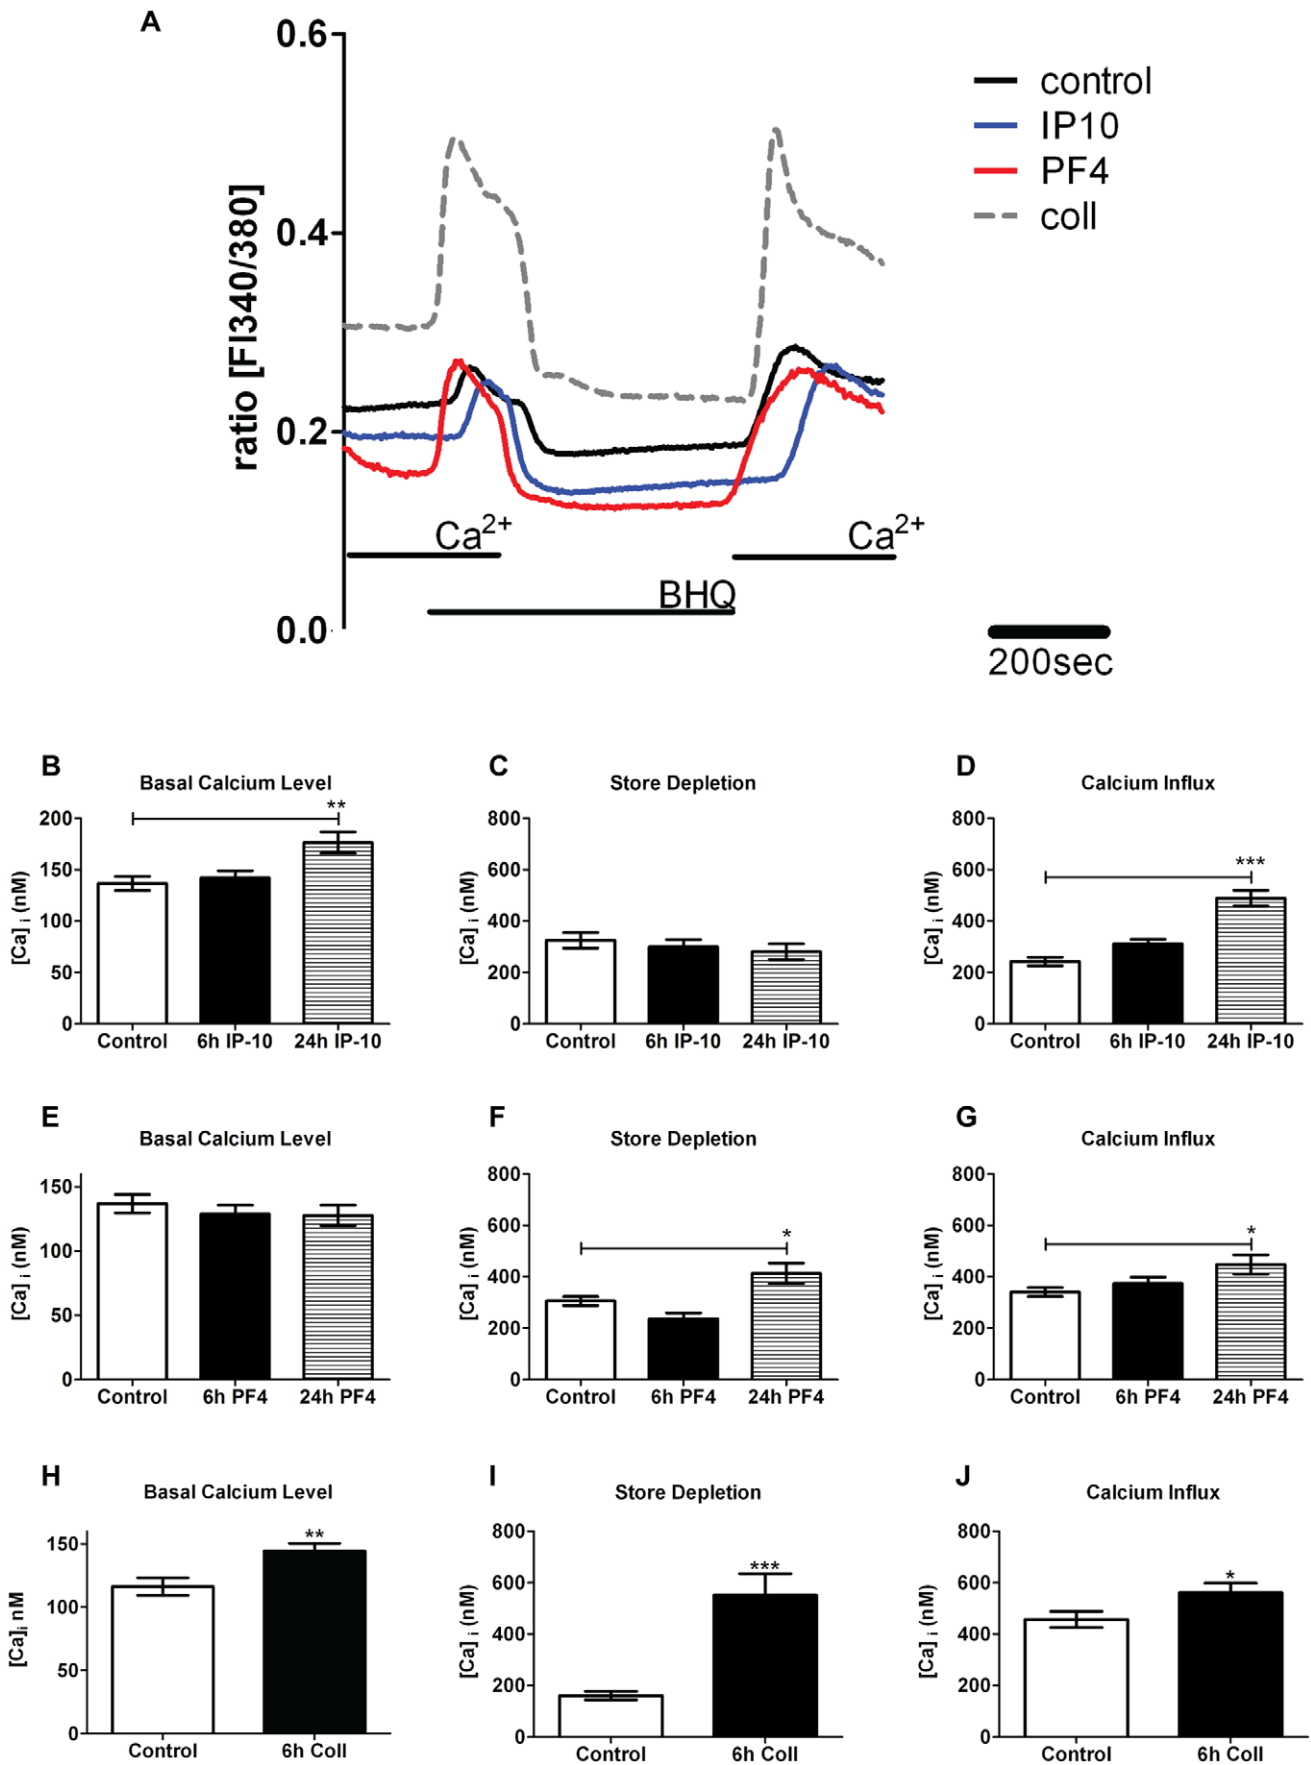 A
0.6
0.4
0.2
0.0
ratio [FI340/380]
control
IP10
PF4
coll
Ca2+
Ca2+
BHQ
200sec
B
Basal Calcium Level
**
200
150
100
50
0
[Ca] i (nM)
Control
6h IP-10
24h IP-10
C
Store Depletion
800
600
400
200
0
[Ca] i (nM)
Control
6h IP-10
24h IP-10
D
Calcium Influx
***
800
600
400
200
0
[Ca] i (nM)
Control
6h IP-10
24h IP-10
E
Basal Calcium Level
150
100
50
0
[Ca] i (nM)
Control
6h PF4
24h PF4
F
Store Depletion
*
800
600
400
200
0
[Ca] i (nM)
Control
6h PF4
24h PF4
G
Calcium Influx
*
800
600
400
200
0
[Ca] i (nM)
Control
6h PF4
24h PF4
H
Basal Calcium Level
**
150
100
50
0
[Ca]i nM
Control
6h Coll
I
Store Depletion
***
800
600
400
200
0
[Ca] i (nM)
Control
6h Coll
J
Calcium Influx
*
800
600
400
200
0
[Ca] i (nM)
Control
6h Coll